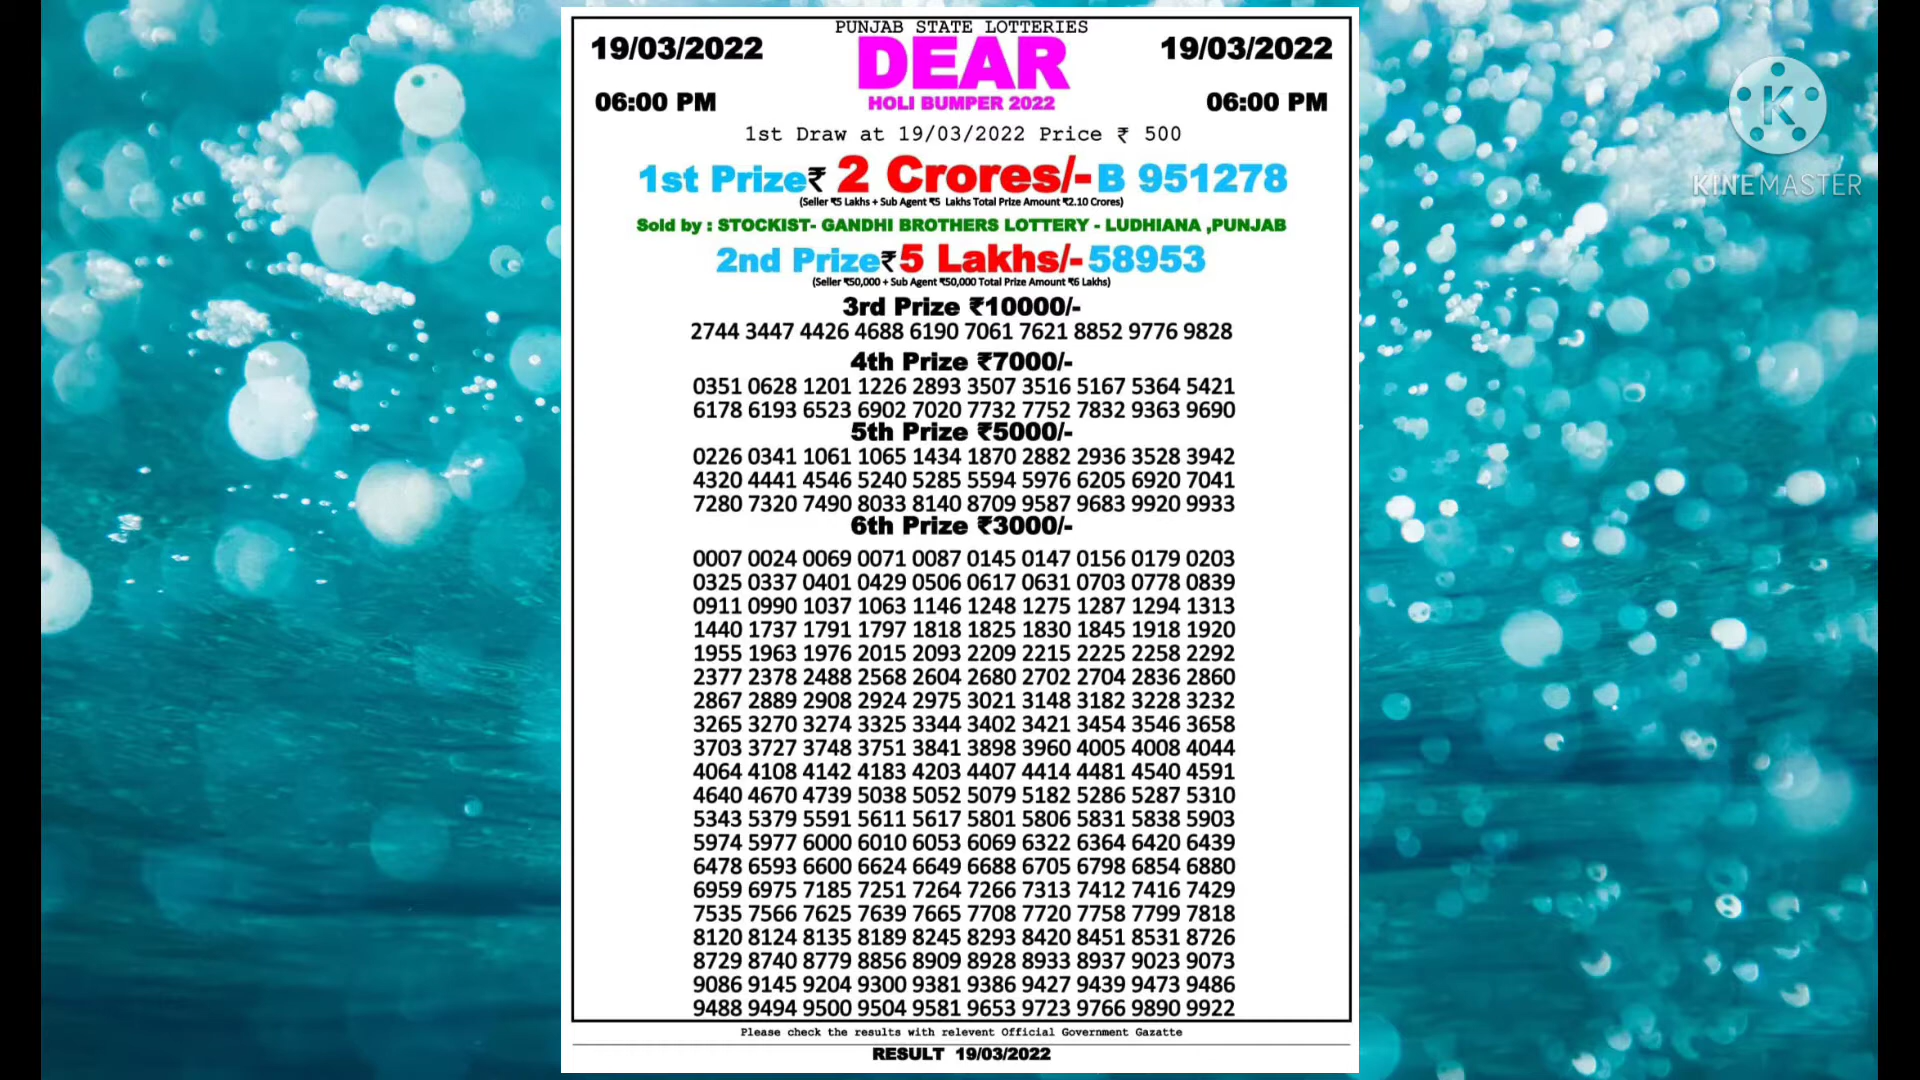 PUNJAB STATE LOTTERIES
19/03/2022 DEAR 19/03/2022
06:00 PM HOLI BUMPER 2022 06:00 PM
1st Draw at 19/03/2022 Price ₹ 500
1st Prize₹ 2 Crores/- B 951278
(Seller ₹5 Lakhs + Sub Agent ₹5 Lakhs Total Prize Amount ₹2.10 Crores)
Sold by : STOCKIST- GANDHI BROTHERS LOTTERY - LUDHIANA ,PUNJAB
2nd Prize₹5 Lakhs/-58953
(Seller ₹50,000 + Sub Agent ₹50,000 Total Prize Amount ₹6 Lakhs)
3rd Prize ₹10000/-
2744 3447 4426 4688 6190 7061 7621 8852 9776 9828
4th Prize ₹7000/-
0351 0628 1201 1226 2893 3507 3516 5167 5364 5421
6178 6193 6523 6902 7020 7732 7752 7832 9363 9690
5th Prize ₹5000/-
0226 0341 1061 1065 1434 1870 2882 2936 3528 3942
4320 4441 4546 5240 5285 5594 5976 6205 6920 7041
7280 7320 7490 8033 8140 8709 9587 9683 9920 9933
6th Prize ₹3000/-
0007 0024 0069 0071 0087 0145 0147 0156 0179 0203
0325 0337 0401 0429 0506 0617 0631 0703 0778 0839
0911 0990 1037 1063 1146 1248 1275 1287 1294 1313
1440 1737 1791 1797 1818 1825 1830 1845 1918 1920
1955 1963 1976 2015 2093 2209 2215 2225 2258 2292
2377 2378 2488 2568 2604 2680 2702 2704 2836 2860
2867 2889 2908 2924 2975 3021 3148 3182 3228 3232
3265 3270 3274 3325 3344 3402 3421 3454 3546 3658
3703 3727 3748 3751 3841 3898 3960 4005 4008 4044
4064 4108 4142 4183 4203 4407 4414 4481 4540 4591
4640 4670 4739 5038 5052 5079 5182 5286 5287 5310
5343 5379 5591 5611 5617 5801 5806 5831 5838 5903
5974 5977 6000 6010 6053 6069 6322 6364 6420 6439
6478 6593 6600 6624 6649 6688 6705 6798 6854 6880
6959 6975 7185 7251 7264 7266 7313 7412 7416 7429
7535 7566 7625 7639 7665 7708 7720 7758 7799 7818
8120 8124 8135 8189 8245 8293 8420 8451 8531 8726
8729 8740 8779 8856 8909 8928 8933 8937 9023 9073
9086 9145 9204 9300 9381 9386 9427 9439 9473 9486
9488 9494 9500 9504 9581 9653 9723 9766 9890 9922
Please check the results with relevent Official Government Gazatte
RESULT 19/03/2022
K
KINEMASTER